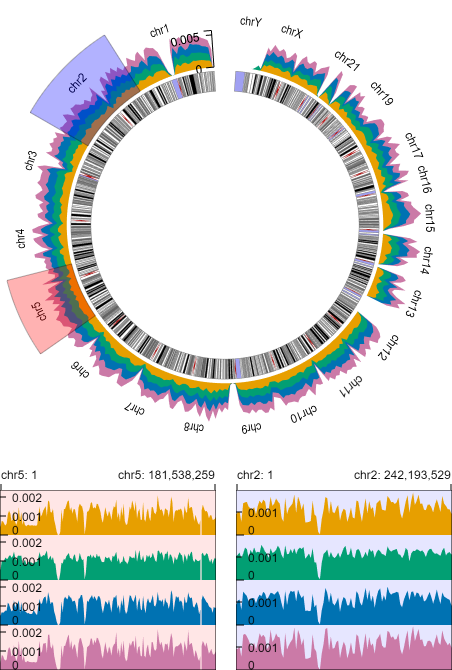 chr1
0.005
0
chrY
chrX
chr21
chr19
chr17
chr16
chr15
chr14
chr13
chr12
chr11
chr10
chr9
chr8
chr7
chr6
chr5
chr4
chr3
chr2
chr5: 1 chr5: 181,538,259
chr2: 1 chr2: 242,193,529
0.002
0.001
0
0.002
0.001
0
0.002
0.001
0
0.002
0.001
0
0.001
0
0.001
0
0.001
0
0.001
0